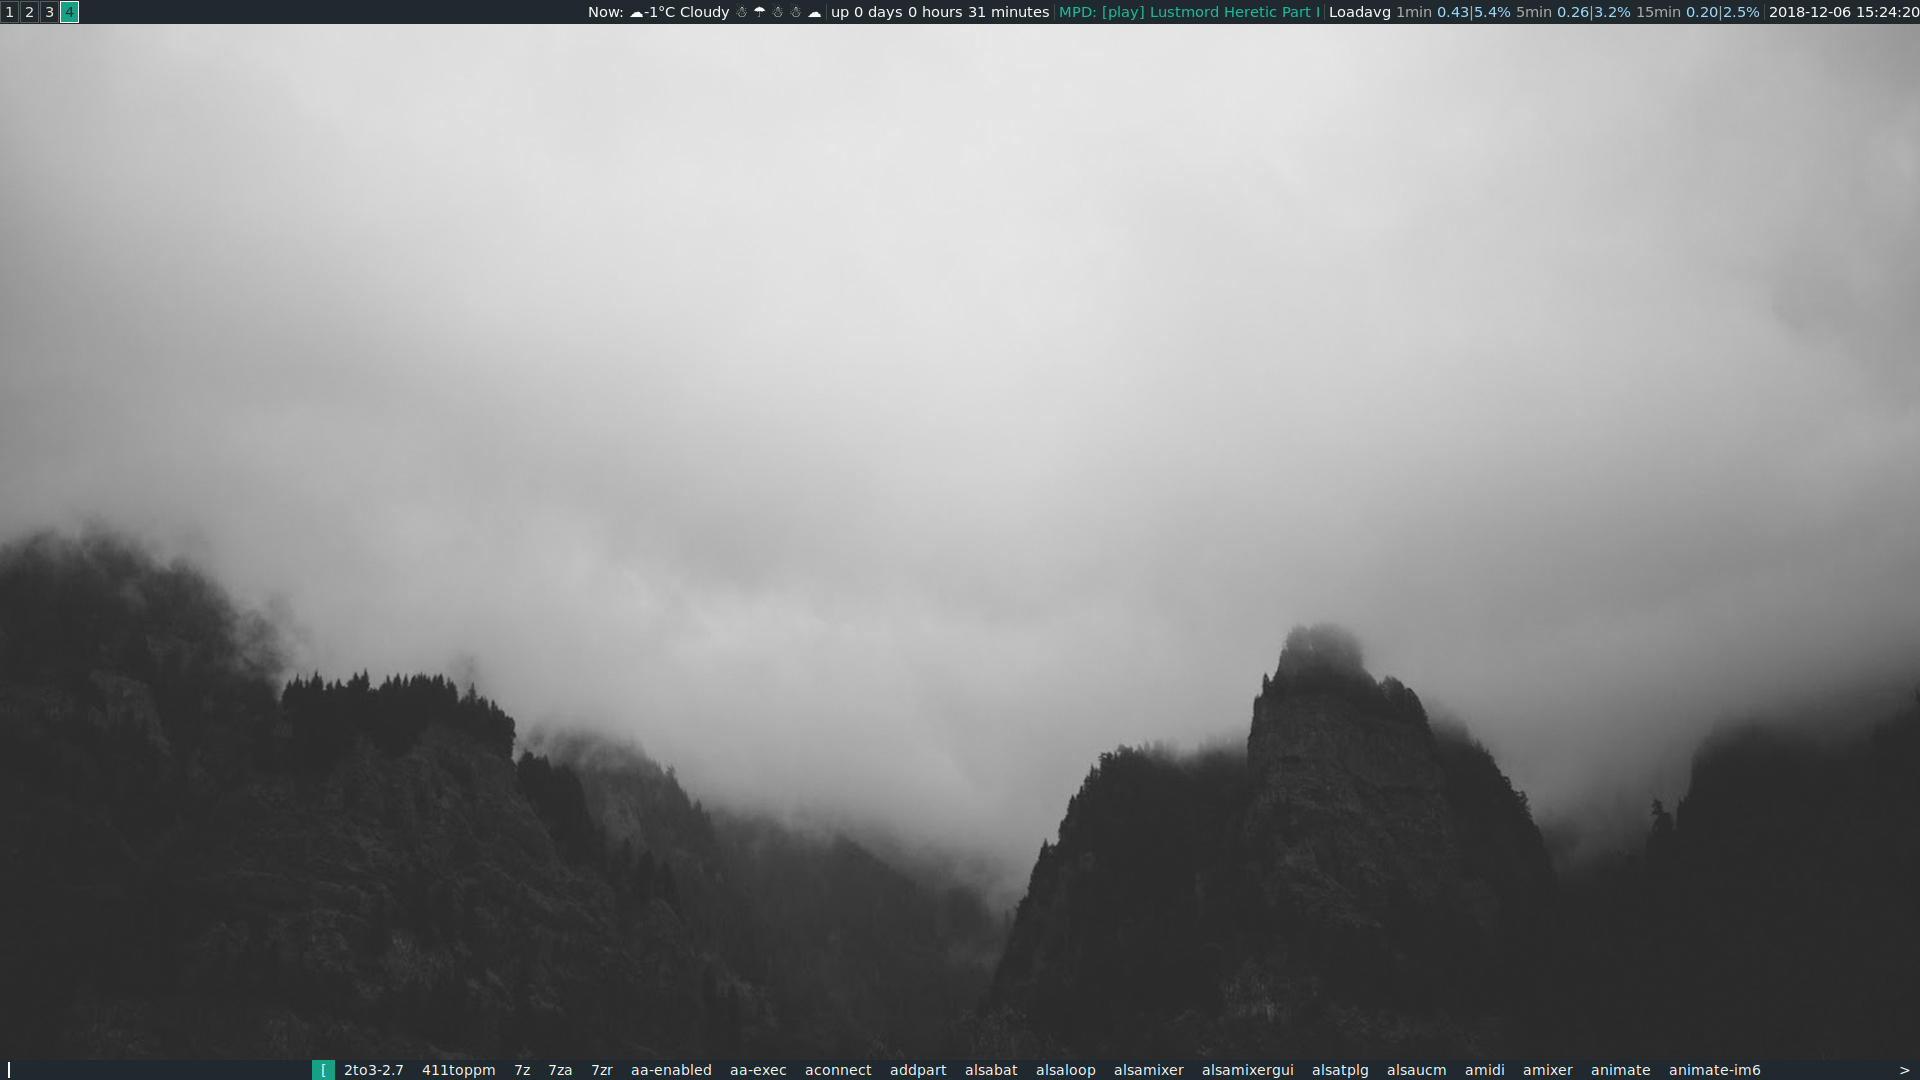 1 2 3 4 Now: ☁-1°C Cloudy ☃ ☂ ☃ ☃ ☁ up 0 days 0 hours 31 minutes MPD: [play] Lustmord Heretic Part I Loadavg 1min 0.43|5.4% 5min 0.26|3.2% 15min 0.20|2.5% 2018-12-06 15:24:20
[ 2to3-2.7 411toppm 7z 7za 7zr aa-enabled aa-exec aconnect addpart alsabat alsaloop alsamixer alsamixergui alsatplg alsaucm amidi amixer animate animate-im6 >